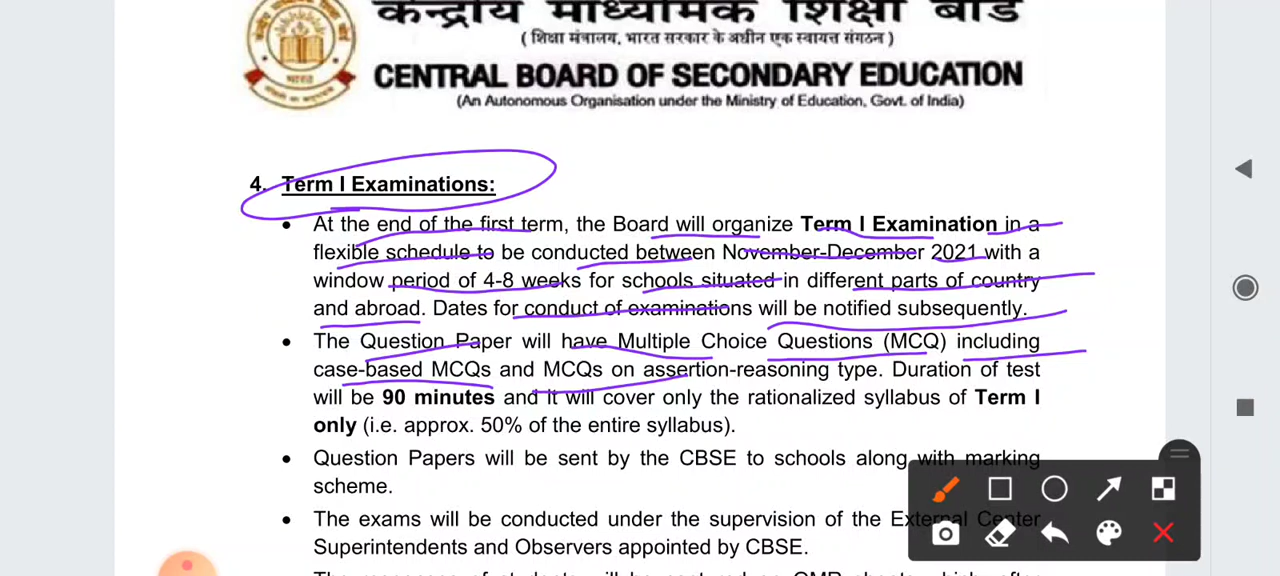 केन्द्रीय माध्यमिक शिक्षा बोर्ड
(शिक्षा मंत्रालय, भारत सरकार के अधीन एक स्वायत्त संगठन)
भारत
CENTRAL BOARD OF SECONDARY EDUCATION
(An Autonomous Organisation under the Ministry of Education, Govt. of India)
4. Term I Examinations:
• At the end of the first term, the Board will organize Term I Examination in a
flexible schedule to be conducted between November-December 2021 with a
window period of 4-8 weeks for schools situated in different parts of country
and abroad. Dates for conduct of examinations will be notified subsequently.
• The Question Paper will have Multiple Choice Questions (MCQ) including
case-based MCQs and MCQs on assertion-reasoning type. Duration of test
will be 90 minutes and it will cover only the rationalized syllabus of Term I
only (i.e. approx. 50% of the entire syllabus).
• Question Papers will be sent by the CBSE to schools along with marking
scheme.
• The exams will be conducted under the supervision of the External Center
Superintendents and Observers appointed by CBSE.